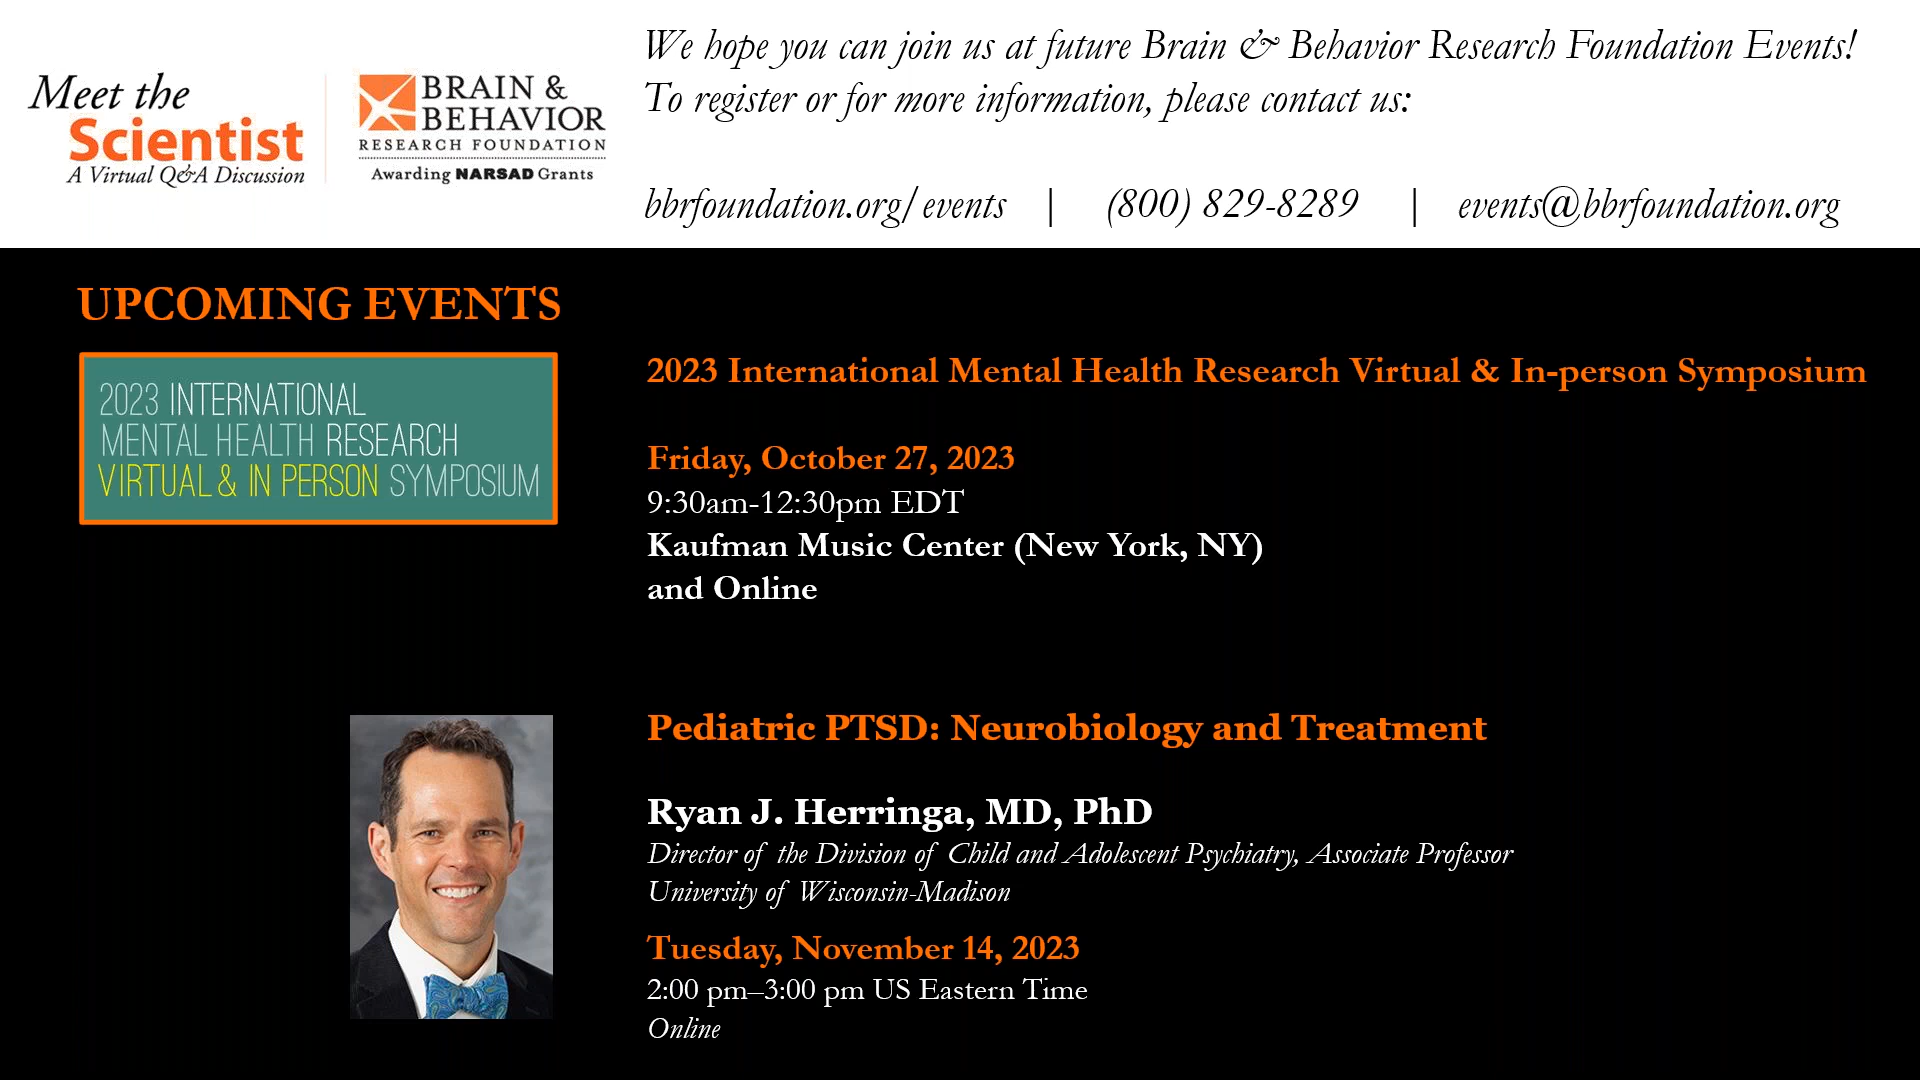 Meet the
Scientist
A Virtual Q&A Discussion
BRAIN &
BEHAVIOR
RESEARCH FOUNDATION
Awarding NARSAD Grants
We hope you can join us at future Brain & Behavior Research Foundation Events!
To register or for more information, please contact us:
bbrfoundation.org/events | (800) 829-8289 | events@bbrfoundation.org
UPCOMING EVENTS
2023 INTERNATIONAL
MENTAL HEALTH RESEARCH
VIRTUAL & IN PERSON SYMPOSIUM
2023 International Mental Health Research Virtual & In-person Symposium
Friday, October 27, 2023
9:30am-12:30pm EDT
Kaufman Music Center (New York, NY)
and Online
Pediatric PTSD: Neurobiology and Treatment
Ryan J. Herringa, MD, PhD
Director of the Division of Child and Adolescent Psychiatry, Associate Professor
University of Wisconsin-Madison
Tuesday, November 14, 2023
2:00 pm–3:00 pm US Eastern Time
Online